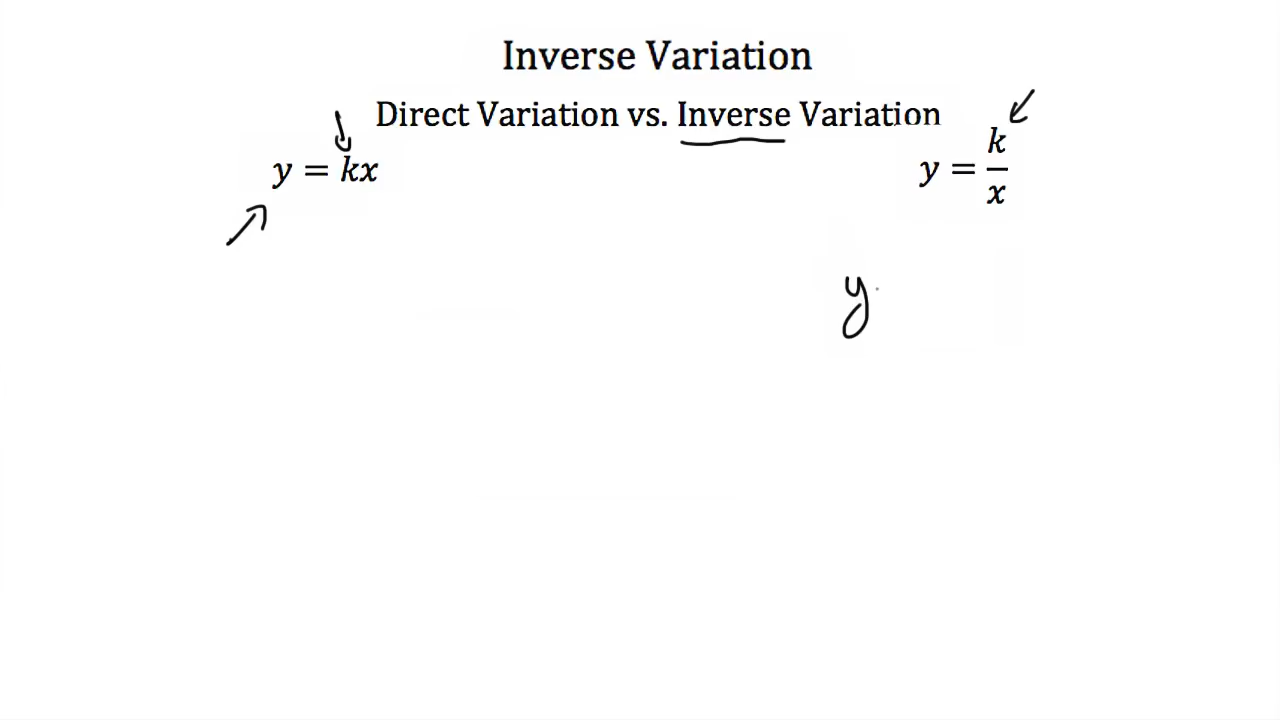 Inverse Variation
Direct Variation vs. Inverse Variation
y = kx
y = k/x
y